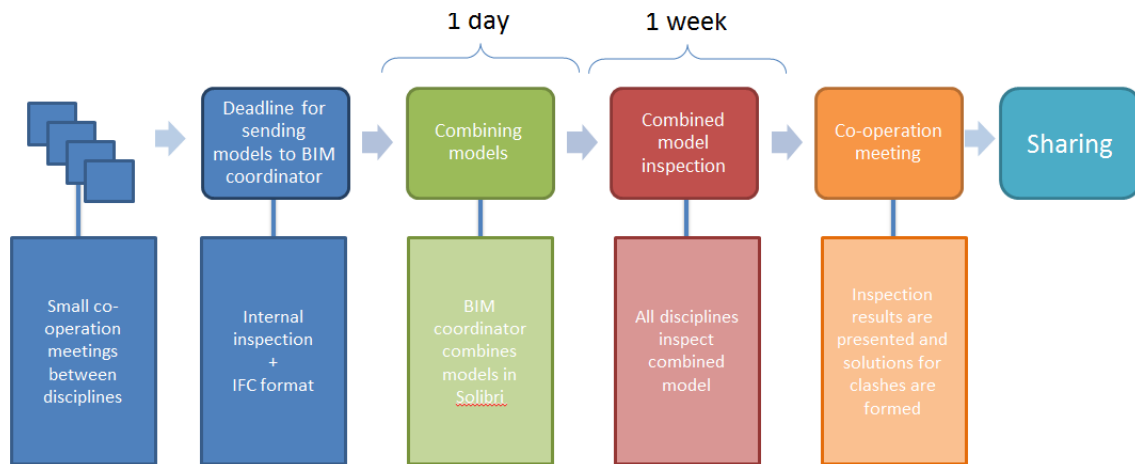 1 day
1 week
Deadline for
sending
models to BIM
coordinator
Combining
models
Combined
model
inspection
Co-operation
meeting
Sharing
Small co-
operation
meetings
between
disciplines
Internal
inspection
+
IFC format
BIM
coordinator
combines
models in
Solibri
All disciplines
inspect
combined
model
Inspection
results are
presented and
solutions for
clashes are
formed